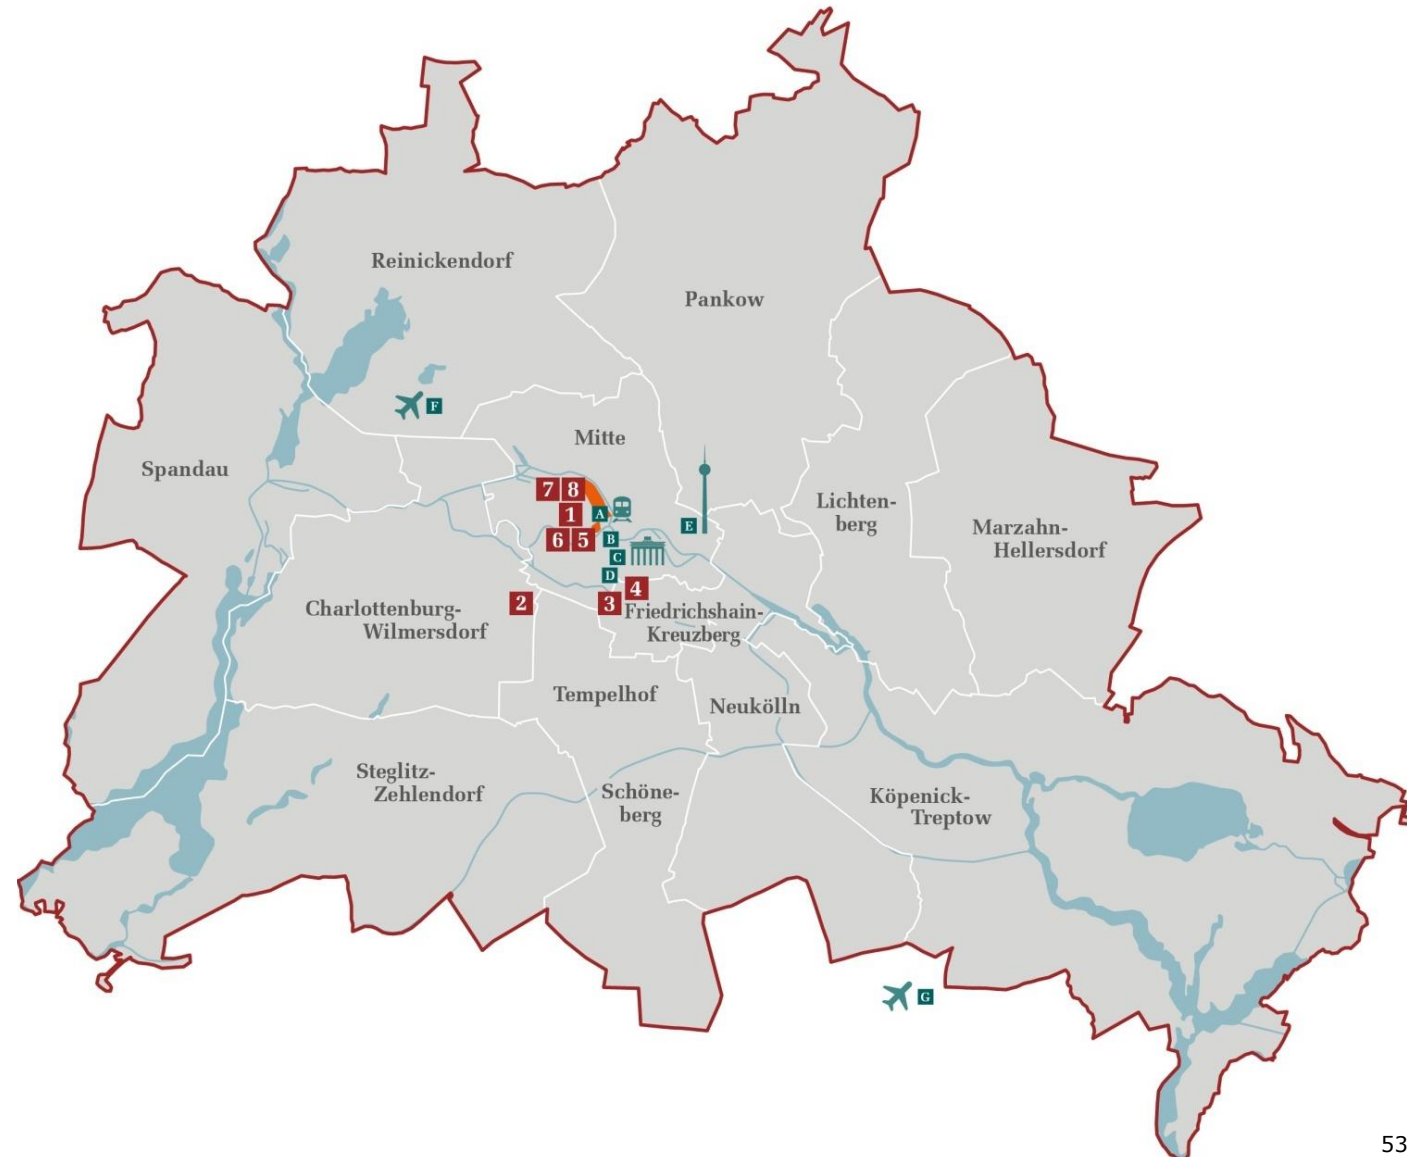 Reinickendorf
Pankow
F
Mitte
Spandau
7 8
Lichten-
berg
1
A
E
Marzahn-
Hellersdorf
6 5
B
C
D
4
2
3
Charlottenburg-
Wilmersdorf
Friedrichshain-
Kreuzberg
Tempelhof
Neukölln
Steglitz-
Zehlendorf
Schöne-
berg
Köpenick-
Treptow
G
53